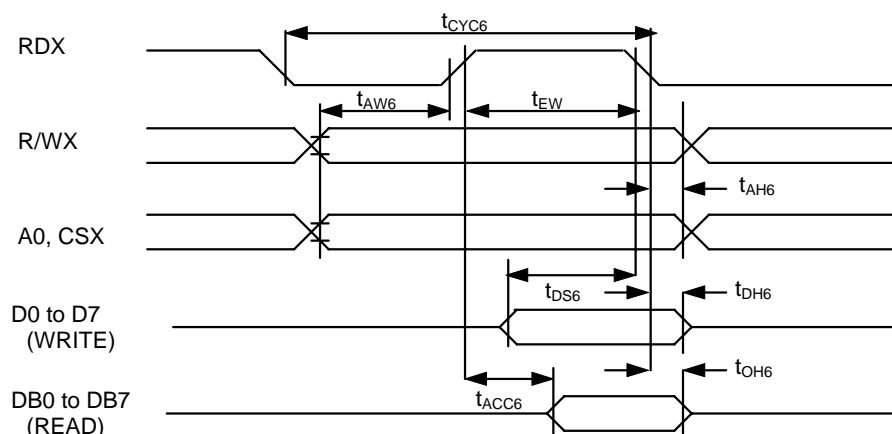 tCYC6
RDX
tAW6
tEW
R/WX
tAH6
A0, CSX
tDS6
tDH6
D0 to D7
(WRITE)
tOH6
tACC6
DB0 to DB7
(READ)